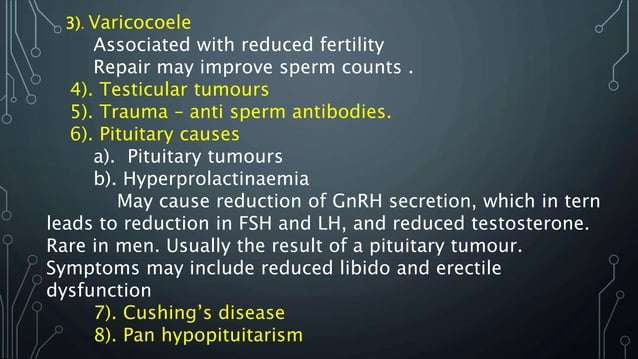 3). Varicocoele
Associated with reduced fertility
Repair may improve sperm counts .
4). Testicular tumours
5). Trauma – anti sperm antibodies.
6). Pituitary causes
a). Pituitary tumours
b). Hyperprolactinaemia
May cause reduction of GnRH secretion, which in tern
leads to reduction in FSH and LH, and reduced testosterone.
Rare in men. Usually the result of a pituitary tumour.
Symptoms may include reduced libido and erectile
dysfunction
7). Cushing’s disease
8). Pan hypopituitarism